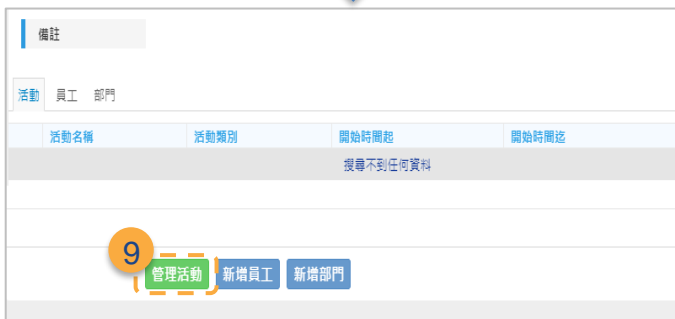 備註
活動 員工 部門
活動名稱 活動類別 開始時間起 開始時間迄
搜尋不到任何資料
9
管理活動 新增員工 新增部門